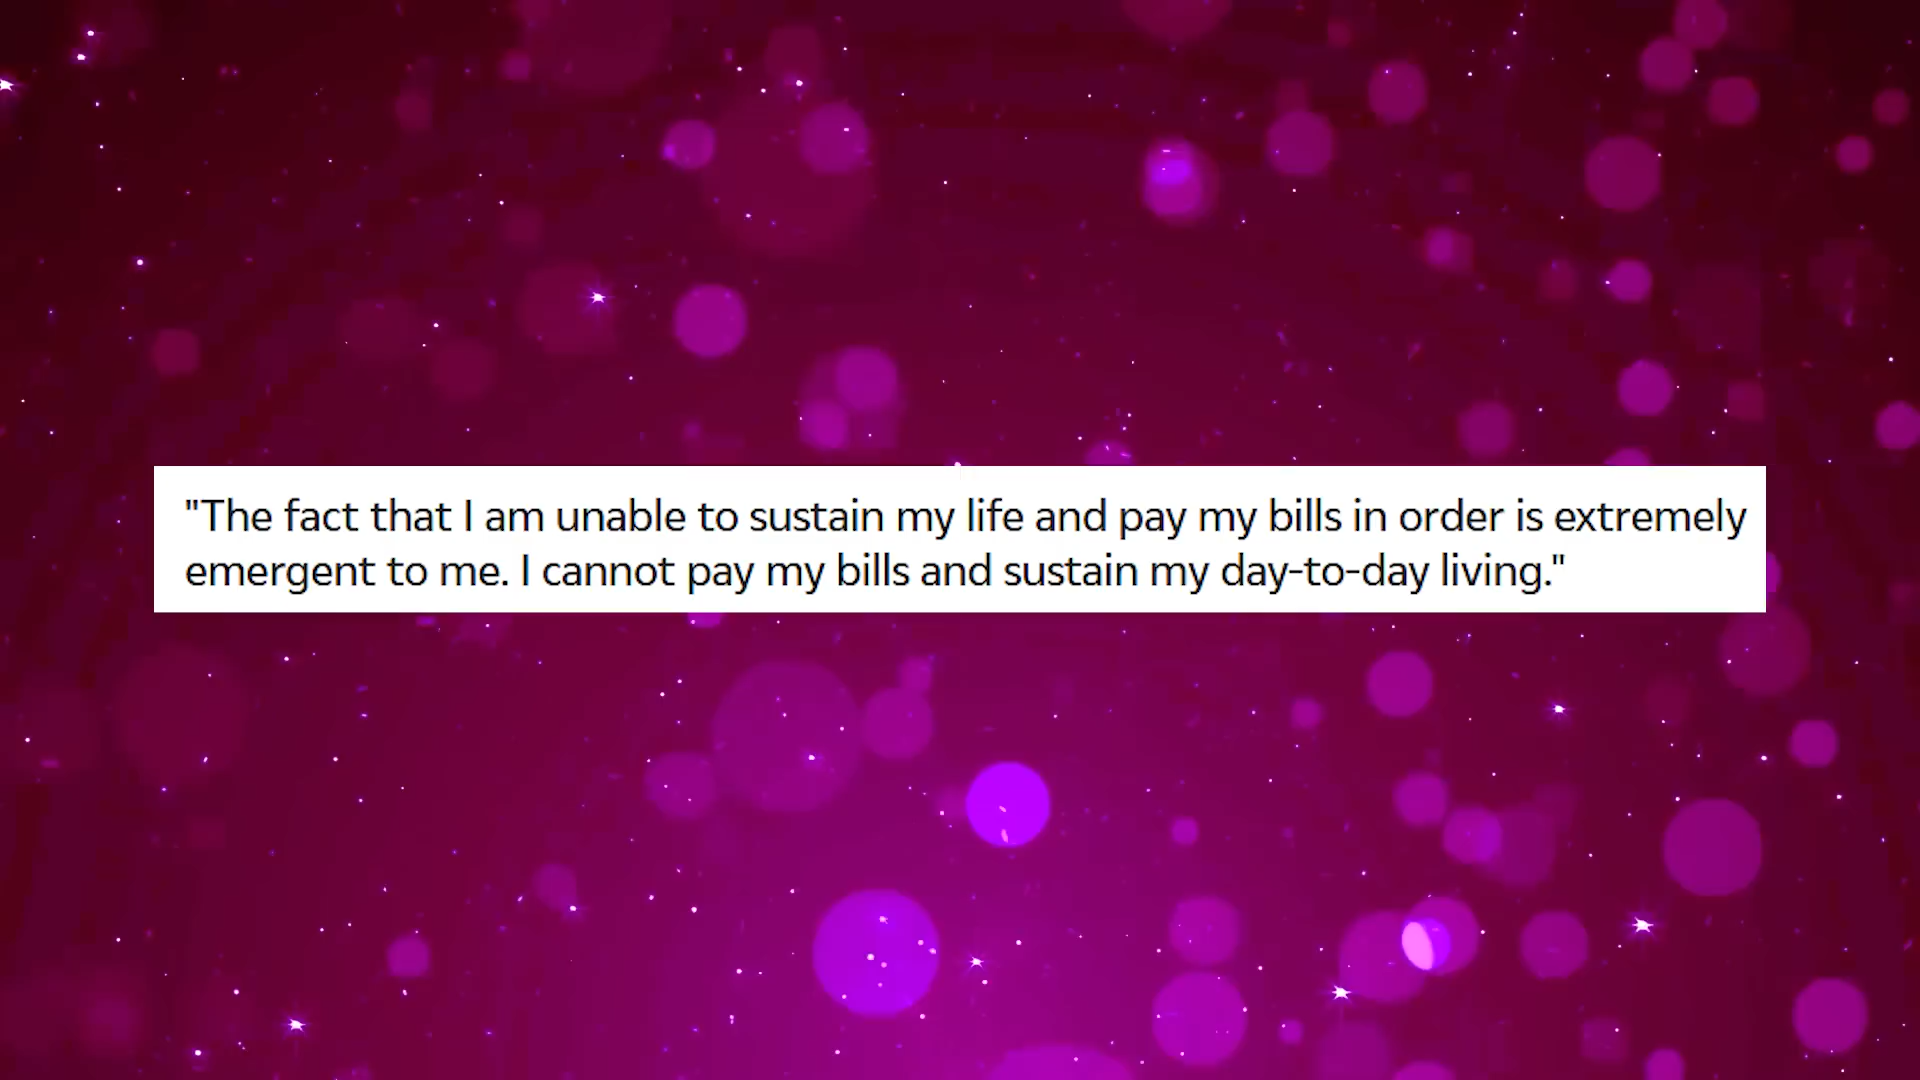 "The fact that I am unable to sustain my life and pay my bills in order is extremely
emergent to me. I cannot pay my bills and sustain my day-to-day living."